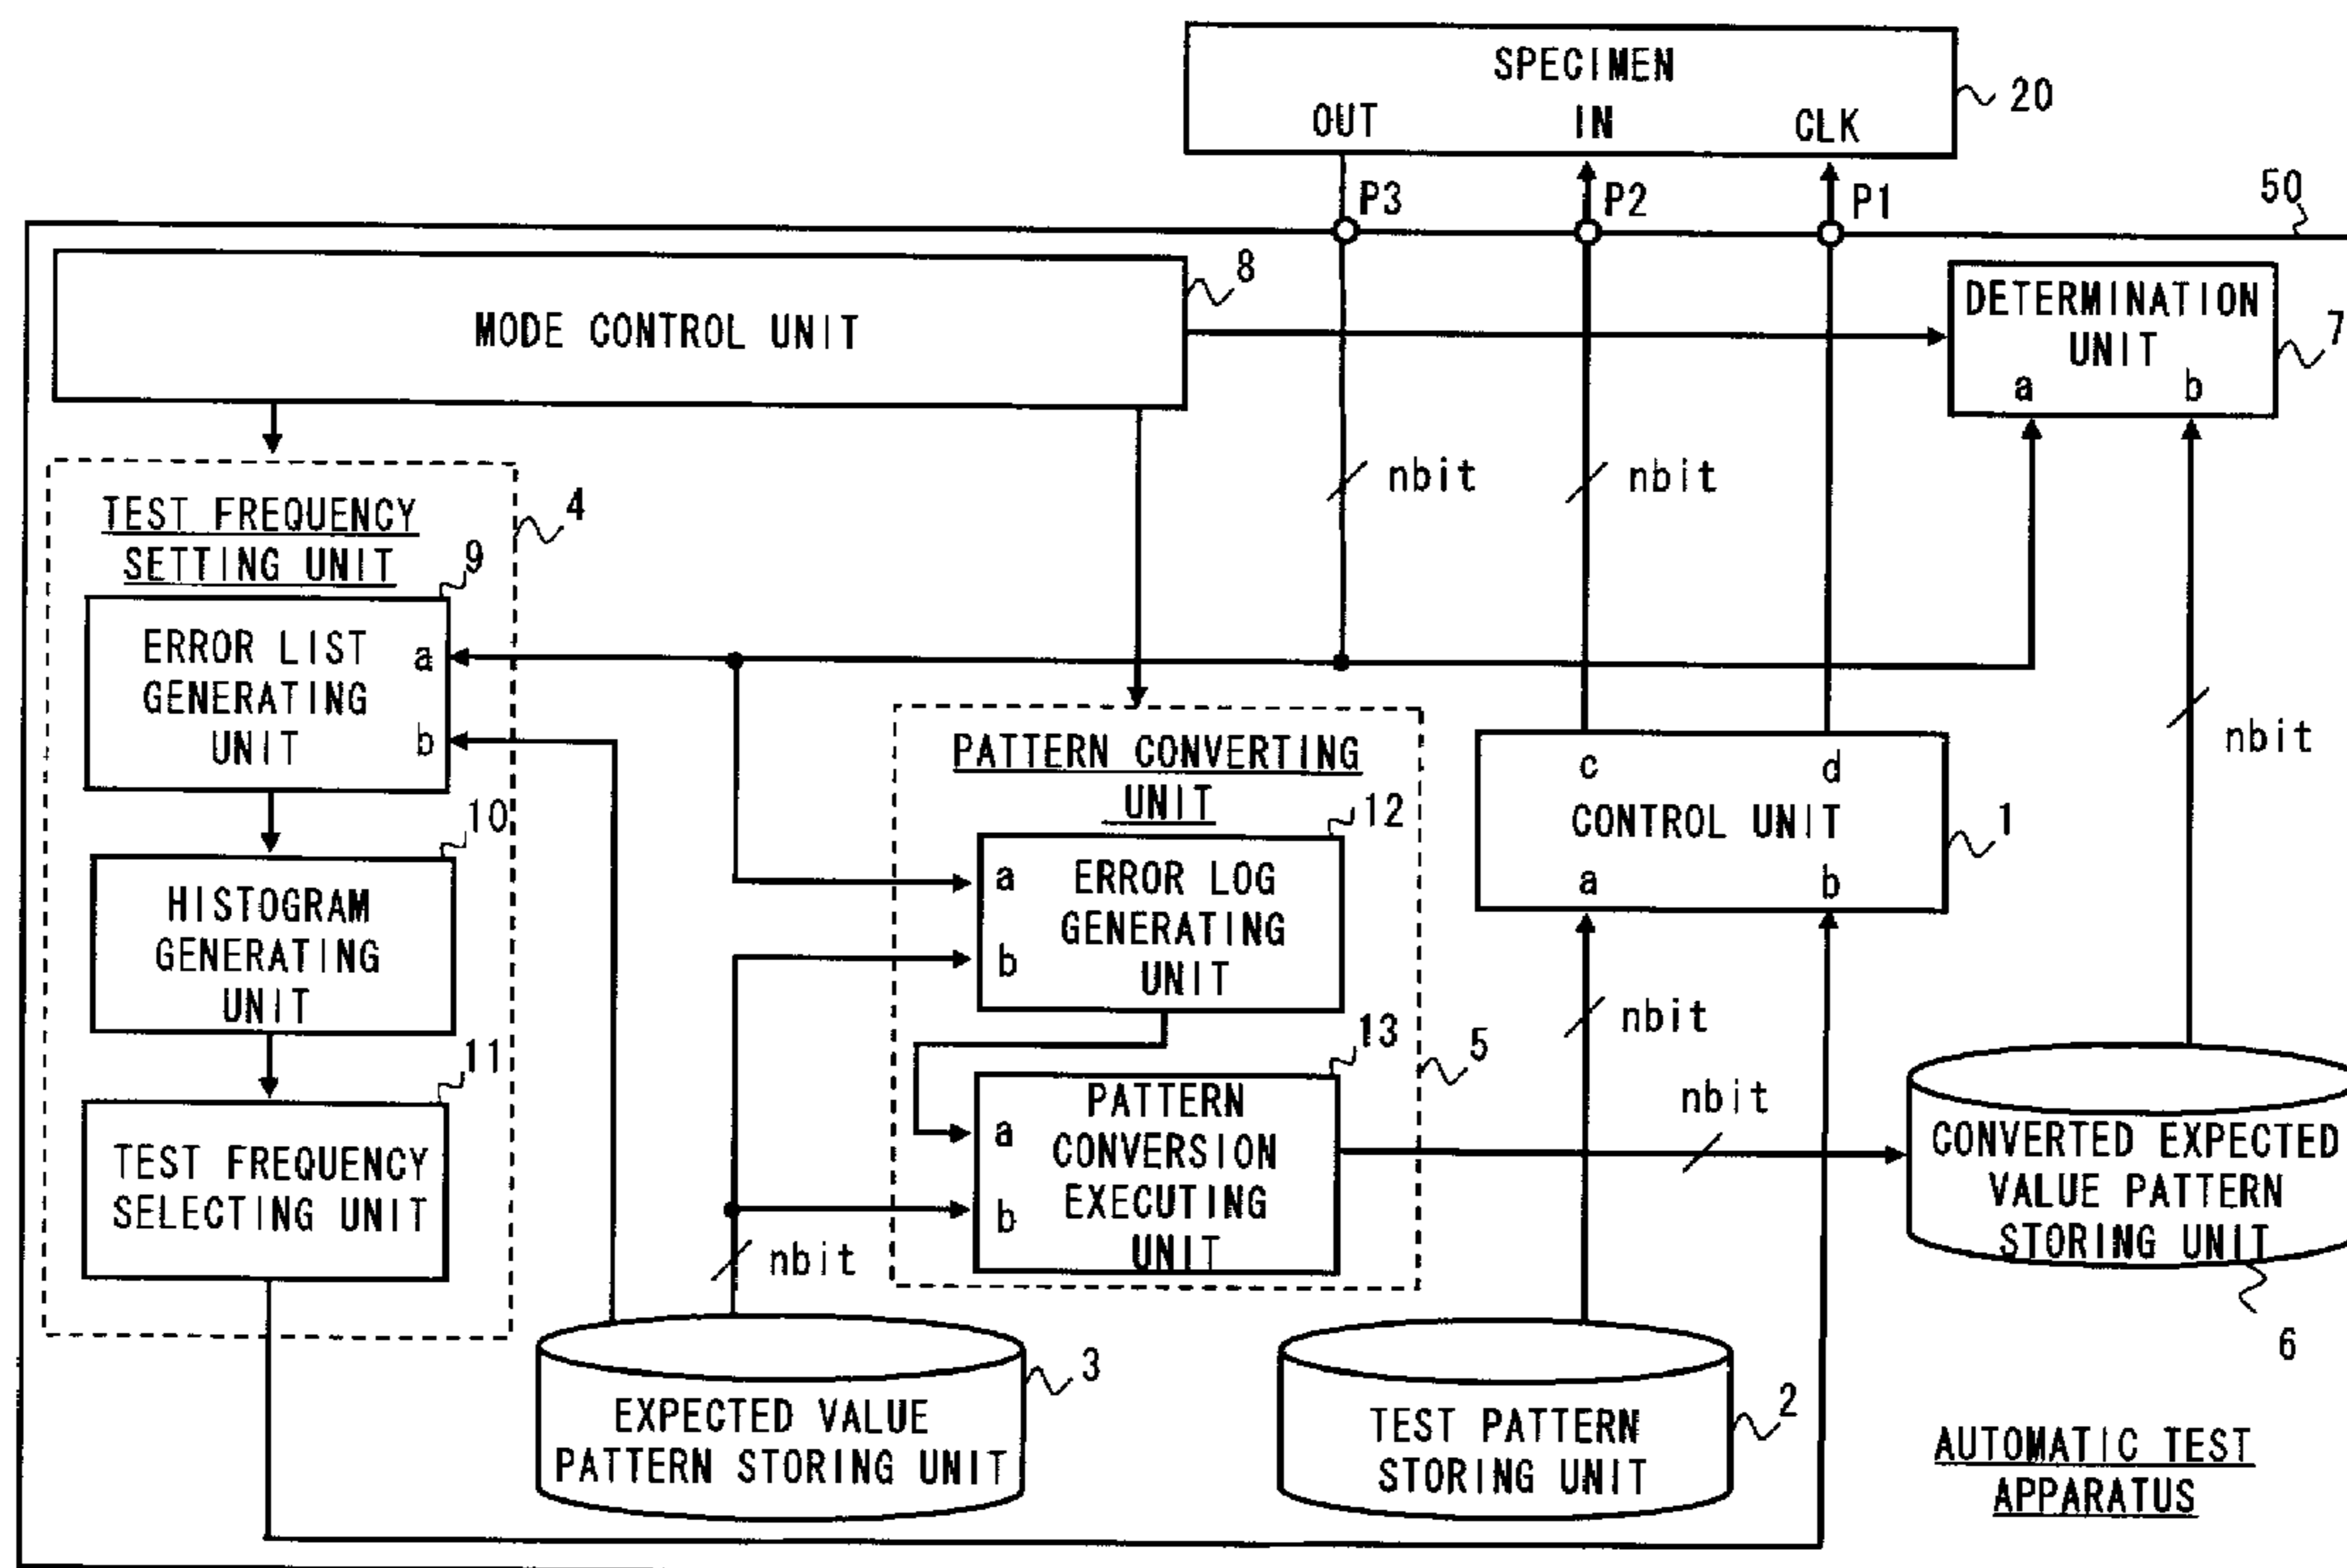 SPECIMEN
OUT IN CLK
20
P3 P2 P1
50
8
MODE CONTROL UNIT
DETERMINATION
UNIT
a b
7
nbit nbit
TEST FREQUENCY
SETTING UNIT
4
9
ERROR LIST
GENERATING
UNIT
a
b
nbit
10
HISTOGRAM
GENERATING
UNIT
11
TEST FREQUENCY
SELECTING UNIT
PATTERN CONVERTING
UNIT
12
a
b
ERROR LOG
GENERATING
UNIT
13
5
a
b
PATTERN
CONVERSION
EXECUTING
UNIT
c d
CONTROL UNIT
a b
1
nbit
nbit
nbit
CONVERTED EXPECTED
VALUE PATTERN
STORING UNIT
6
EXPECTED VALUE
PATTERN STORING UNIT
3
TEST PATTERN
STORING UNIT
2
AUTOMATIC TEST
APPARATUS